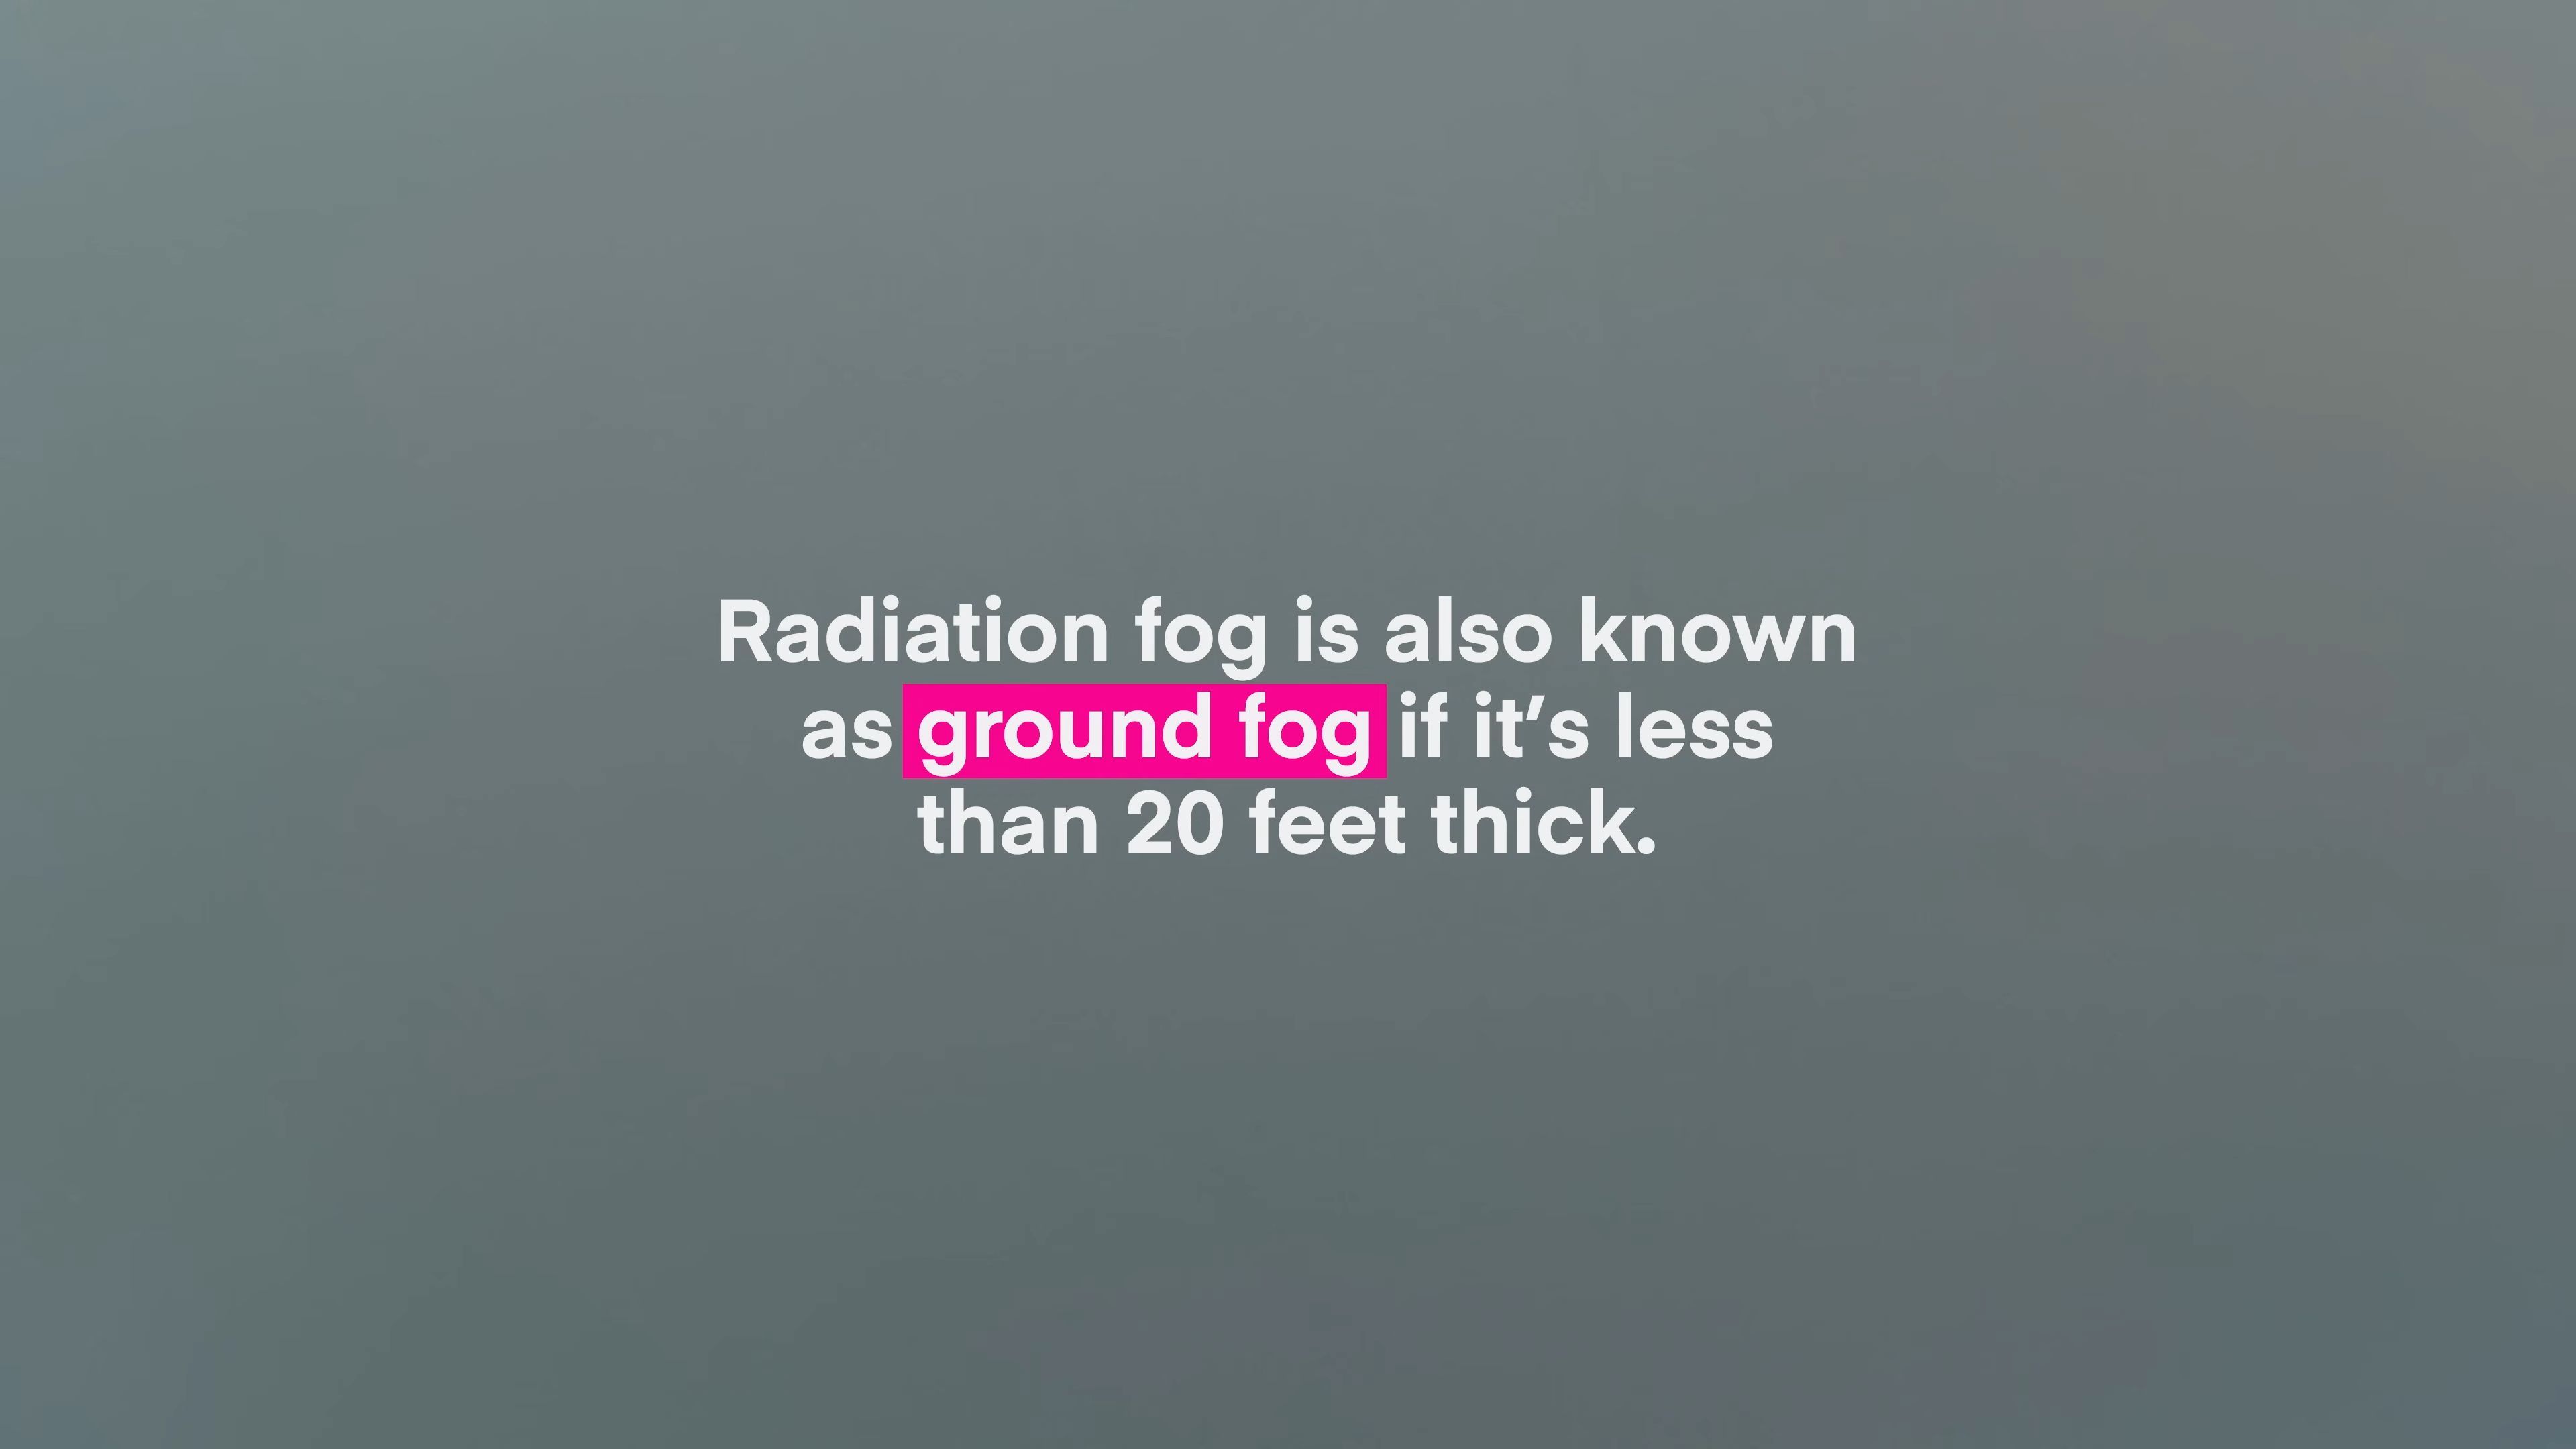 Radiation fog is also known
as ground fog if it’s less
than 20 feet thick.